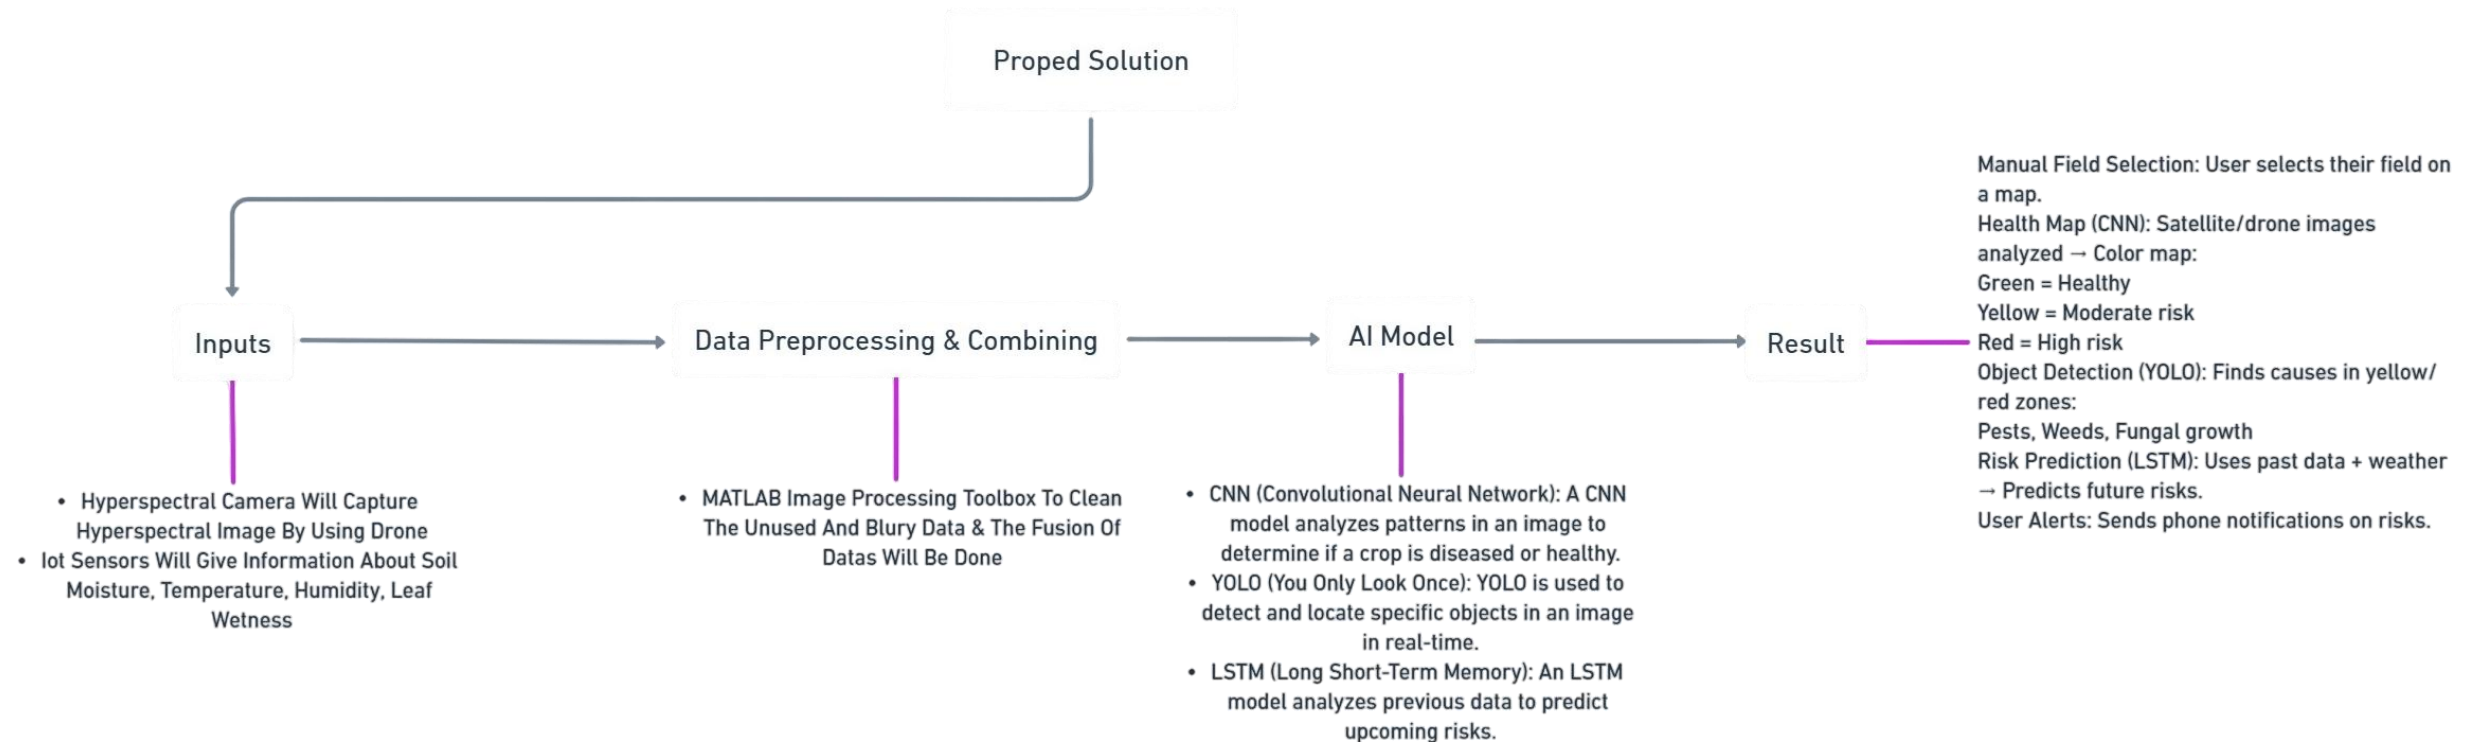 Proped Solution
Inputs
Data Preprocessing & Combining
AI Model
Result
• Hyperspectral Camera Will Capture
Hyperspectral Image By Using Drone
• Iot Sensors Will Give Information About Soil
Moisture, Temperature, Humidity, Leaf
Wetness
• MATLAB Image Processing Toolbox To Clean
The Unused And Blury Data & The Fusion Of
Datas Will Be Done
• CNN (Convolutional Neural Network): A CNN
model analyzes patterns in an image to
determine if a crop is diseased or healthy.
• YOLO (You Only Look Once): YOLO is used to
detect and locate specific objects in an image
in real-time.
• LSTM (Long Short-Term Memory): An LSTM
model analyzes previous data to predict
upcoming risks.
Manual Field Selection: User selects their field on
a map.
Health Map (CNN): Satellite/drone images
analyzed → Color map:
Green = Healthy
Yellow = Moderate risk
Red = High risk
Object Detection (YOLO): Finds causes in yellow/
red zones:
Pests, Weeds, Fungal growth
Risk Prediction (LSTM): Uses past data + weather
→ Predicts future risks.
User Alerts: Sends phone notifications on risks.